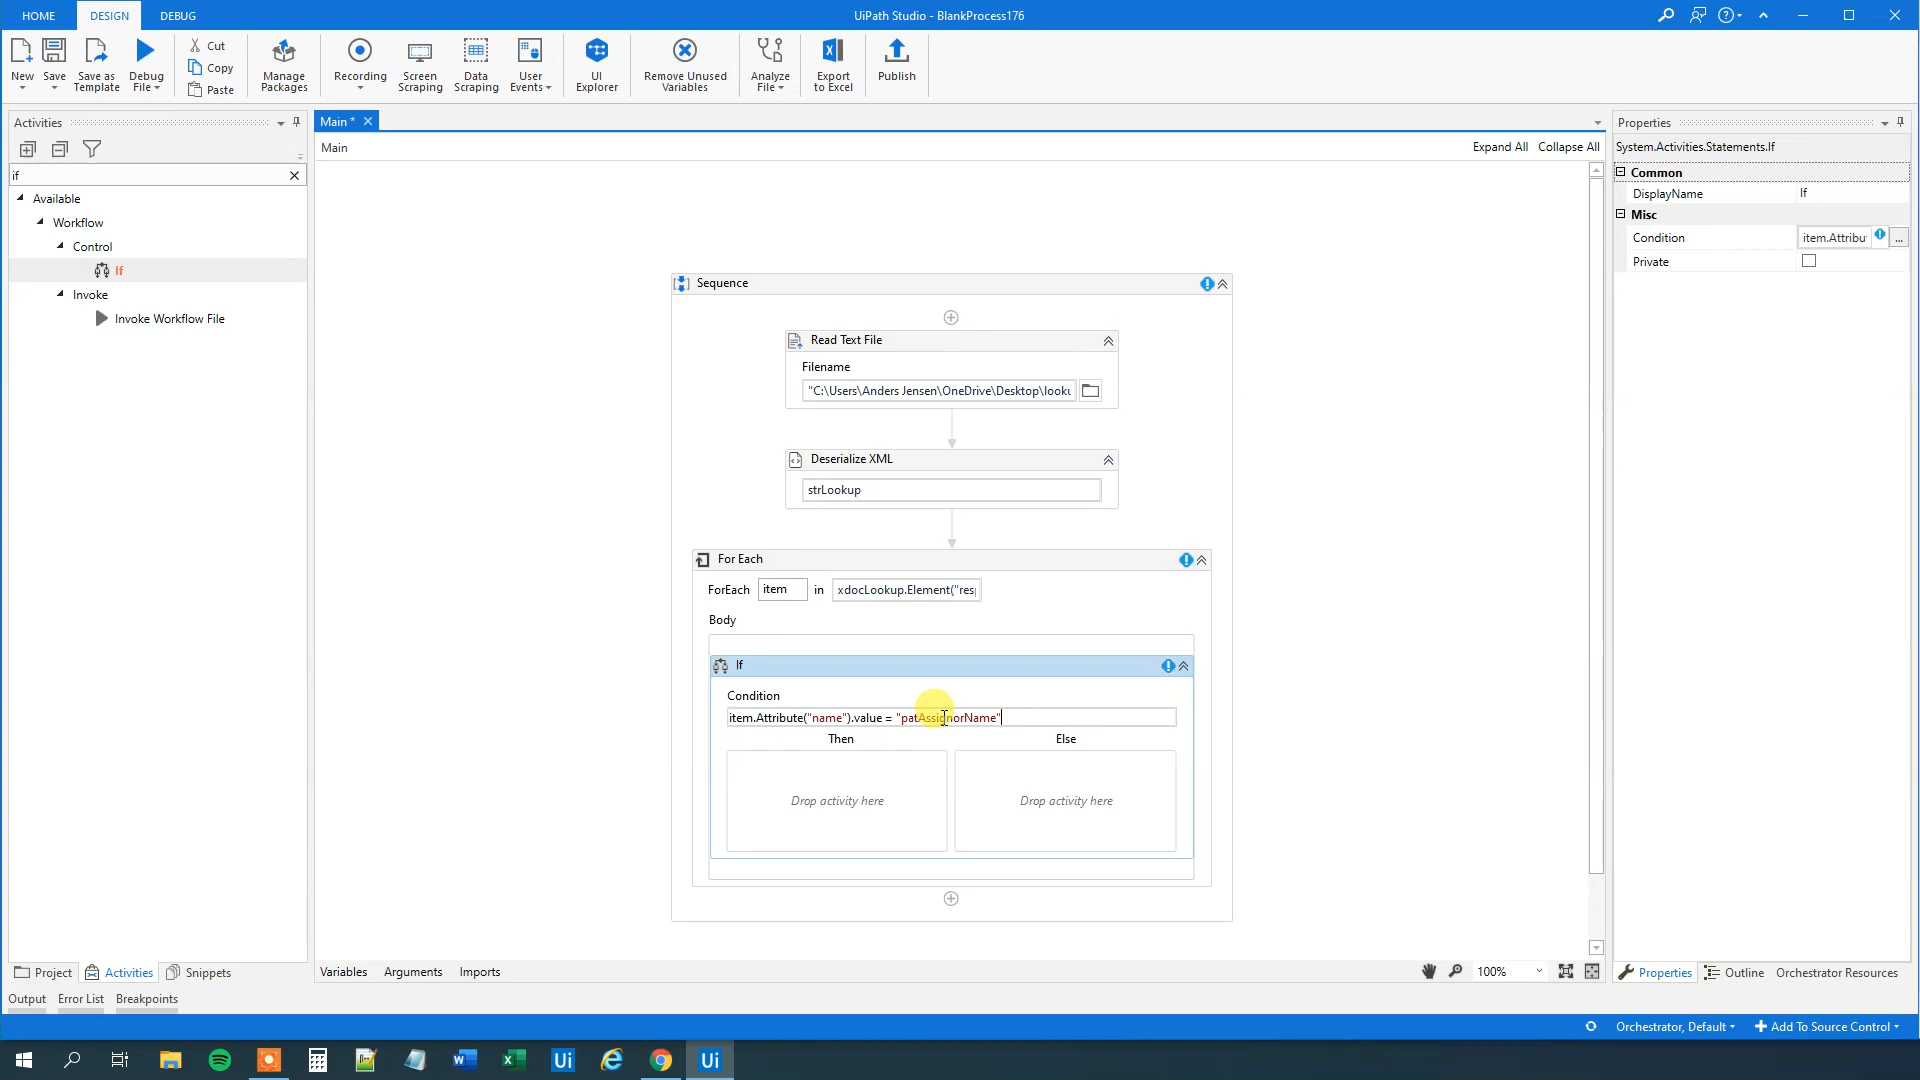 HOME
DESIGN
DEBUG
UiPath Studio - BlankProcess176
New
Save
Save as Template
Debug File
Cut
Copy
Paste
Manage Packages
Recording
Screen Scraping
Data Scraping
User Events
UI Explorer
Remove Unused Variables
Analyze File
Export to Excel
Publish
Activities
if
Available
Workflow
Control
If
Invoke
Invoke Workflow File
Main *
Main
Expand All
Collapse All
Sequence
Read Text File
Filename
"C:\Users\Anders Jensen\OneDrive\Desktop\looku
Deserialize XML
strLookup
For Each
ForEach
item
in
xdocLookup.Element("resp
Body
If
Condition
item.Attribute("name").value = "patAssignorName"
Then
Else
Drop activity here
Drop activity here
Properties
System.Activities.Statements.If
Common
DisplayName
If
Misc
Condition
item.Attribu
...
Private
Project
Activities
Snippets
Variables
Arguments
Imports
100%
Properties
Outline
Orchestrator Resources
Output
Error List
Breakpoints
Orchestrator, Default
Add To Source Control
Ui
Ui